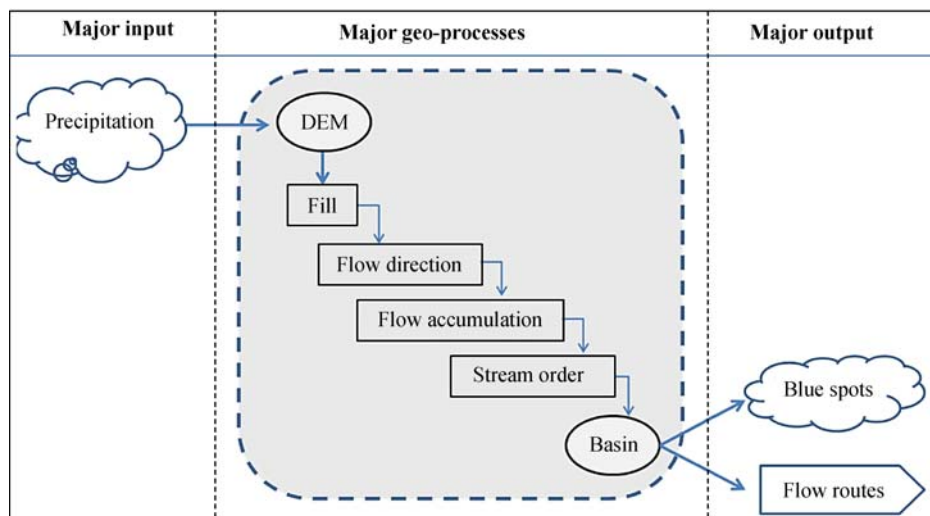 Major input
Major geo-processes
Major output
Precipitation
DEM
Fill
Flow direction
Flow accumulation
Stream order
Basin
Blue spots
Flow routes